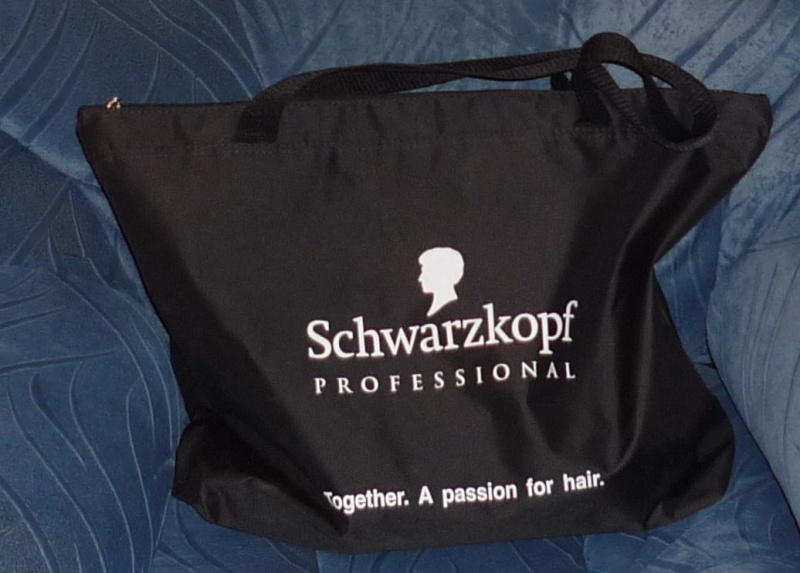 Schwarzkopf
PROFESSIONAL
Together. A passion for hair.